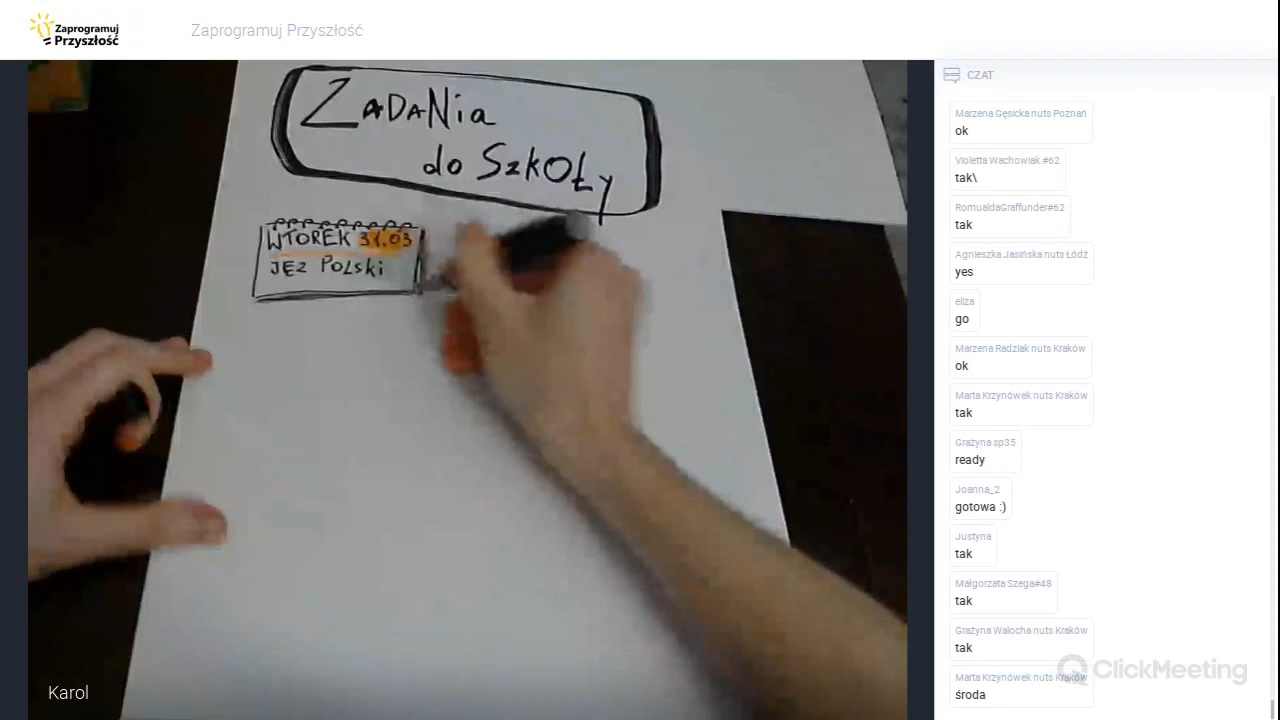 Zaprogramuj
Przyszłość
Zaprogramuj Przyszłość
ZADANia
do SZKOŁy
WTOREK 31.03
JĘZ POLSki
Karol
CZAT
Marzena Gęsicka nuts Poznań
ok
Violetta Wachowiak #62
tak\
RomualdaGraffunder#62
tak
Agnieszka Jasińska nuts Łódź
yes
eliza
go
Marzena Radziak nuts Kraków
ok
Marta Krzynówek nuts Kraków
tak
Grażyna sp35
ready
Joanna_2
gotowa :)
Justyna
tak
Małgorzata Szega#48
tak
Grażyna Walocha nuts Kraków
tak
Marta Krzynówek nuts Kraków
środa
ClickMeeting